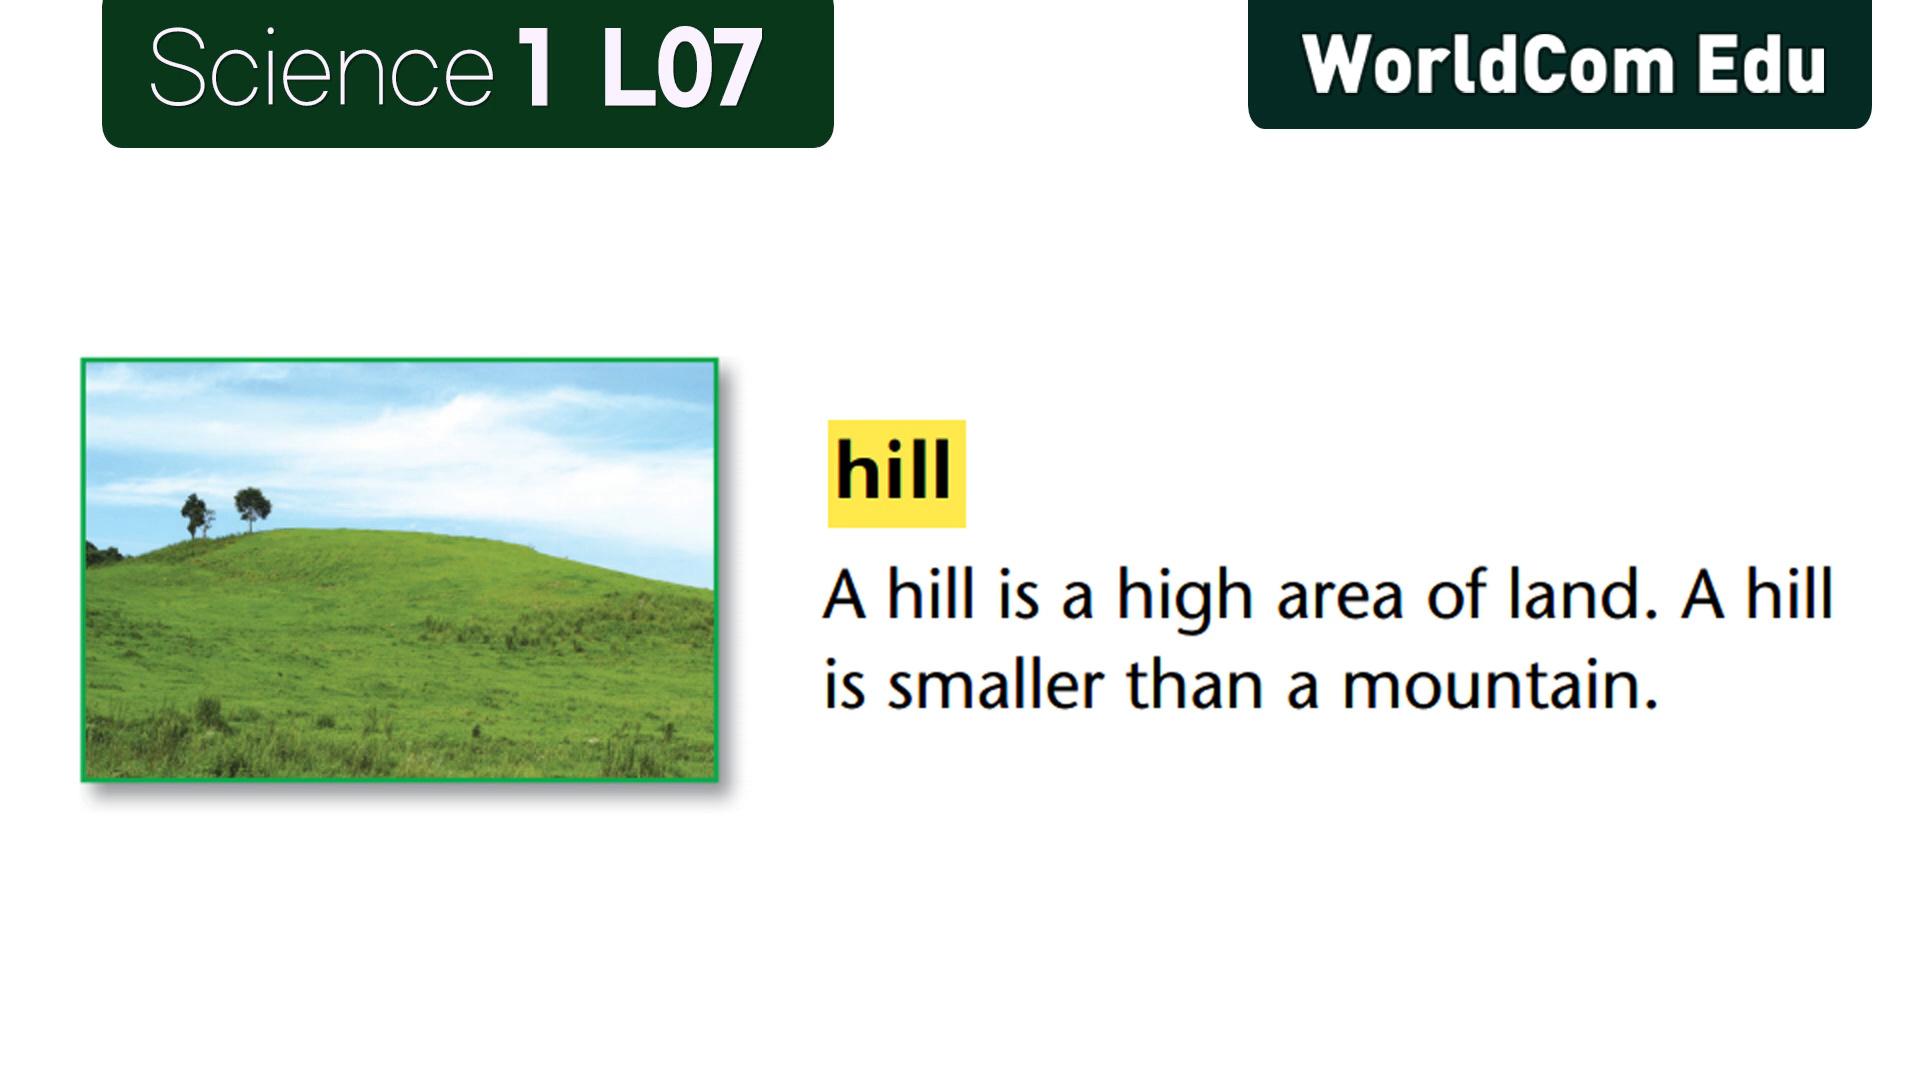 Science 1 L07
WorldCom Edu
hill
A hill is a high area of land. A hill
is smaller than a mountain.